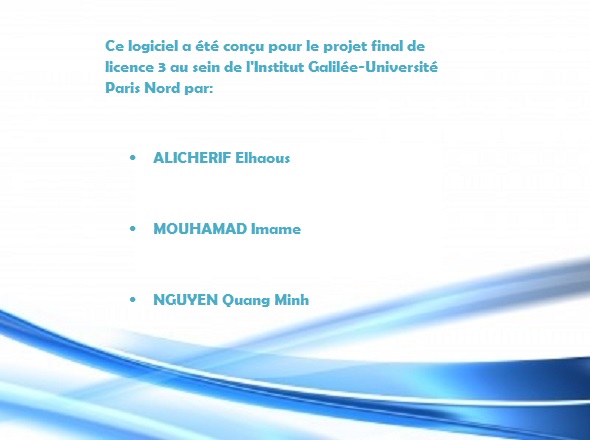 Ce logiciel a été conçu pour le projet final de
licence 3 au sein de l'Institut Galilée-Université
Paris Nord par:
• ALICHERIF Elhaous
• MOUHAMAD Imame
• NGUYEN Quang Minh